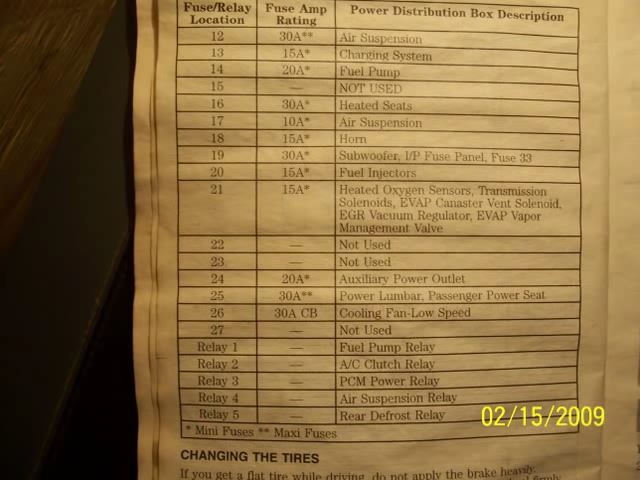 Fuse/Relay Location Fuse Amp Rating Power Distribution Box Description
12 30A** Air Suspension
13 15A* Charging System
14 20A* Fuel Pump
15 — NOT USED
16 30A* Heated Seats
17 10A* Air Suspension
18 15A* Horn
19 30A* Subwoofer, I/P Fuse Panel, Fuse 33
20 15A* Fuel Injectors
21 15A* Heated Oxygen Sensors, Transmission
Solenoids, EVAP Canaster Vent Solenoid,
EGR Vacuum Regulator, EVAP Vapor
Management Valve
22 — Not Used
23 — Not Used
24 20A* Auxiliary Power Outlet
25 30A** Power Lumbar, Passenger Power Seat
26 30A CB Cooling Fan-Low Speed
27 — Not Used
Relay 1 — Fuel Pump Relay
Relay 2 — A/C Clutch Relay
Relay 3 — PCM Power Relay
Relay 4 — Air Suspension Relay
Relay 5 — Rear Defrost Relay
* Mini Fuses ** Maxi Fuses
02/15/2009
CHANGING THE TIRES
If you get a flat tire while driving, do not apply the brake heavily.
firmly